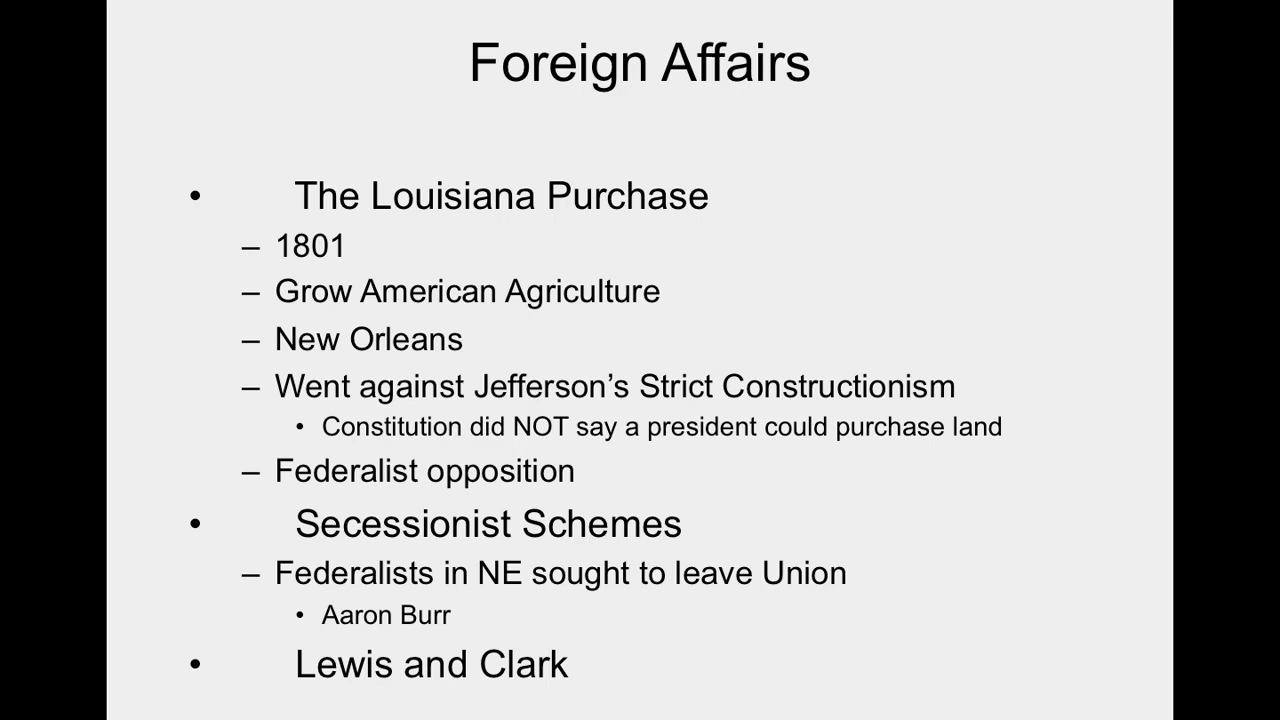 Foreign Affairs
• The Louisiana Purchase
– 1801
– Grow American Agriculture
– New Orleans
– Went against Jefferson’s Strict Constructionism
• Constitution did NOT say a president could purchase land
– Federalist opposition
• Secessionist Schemes
– Federalists in NE sought to leave Union
• Aaron Burr
• Lewis and Clark